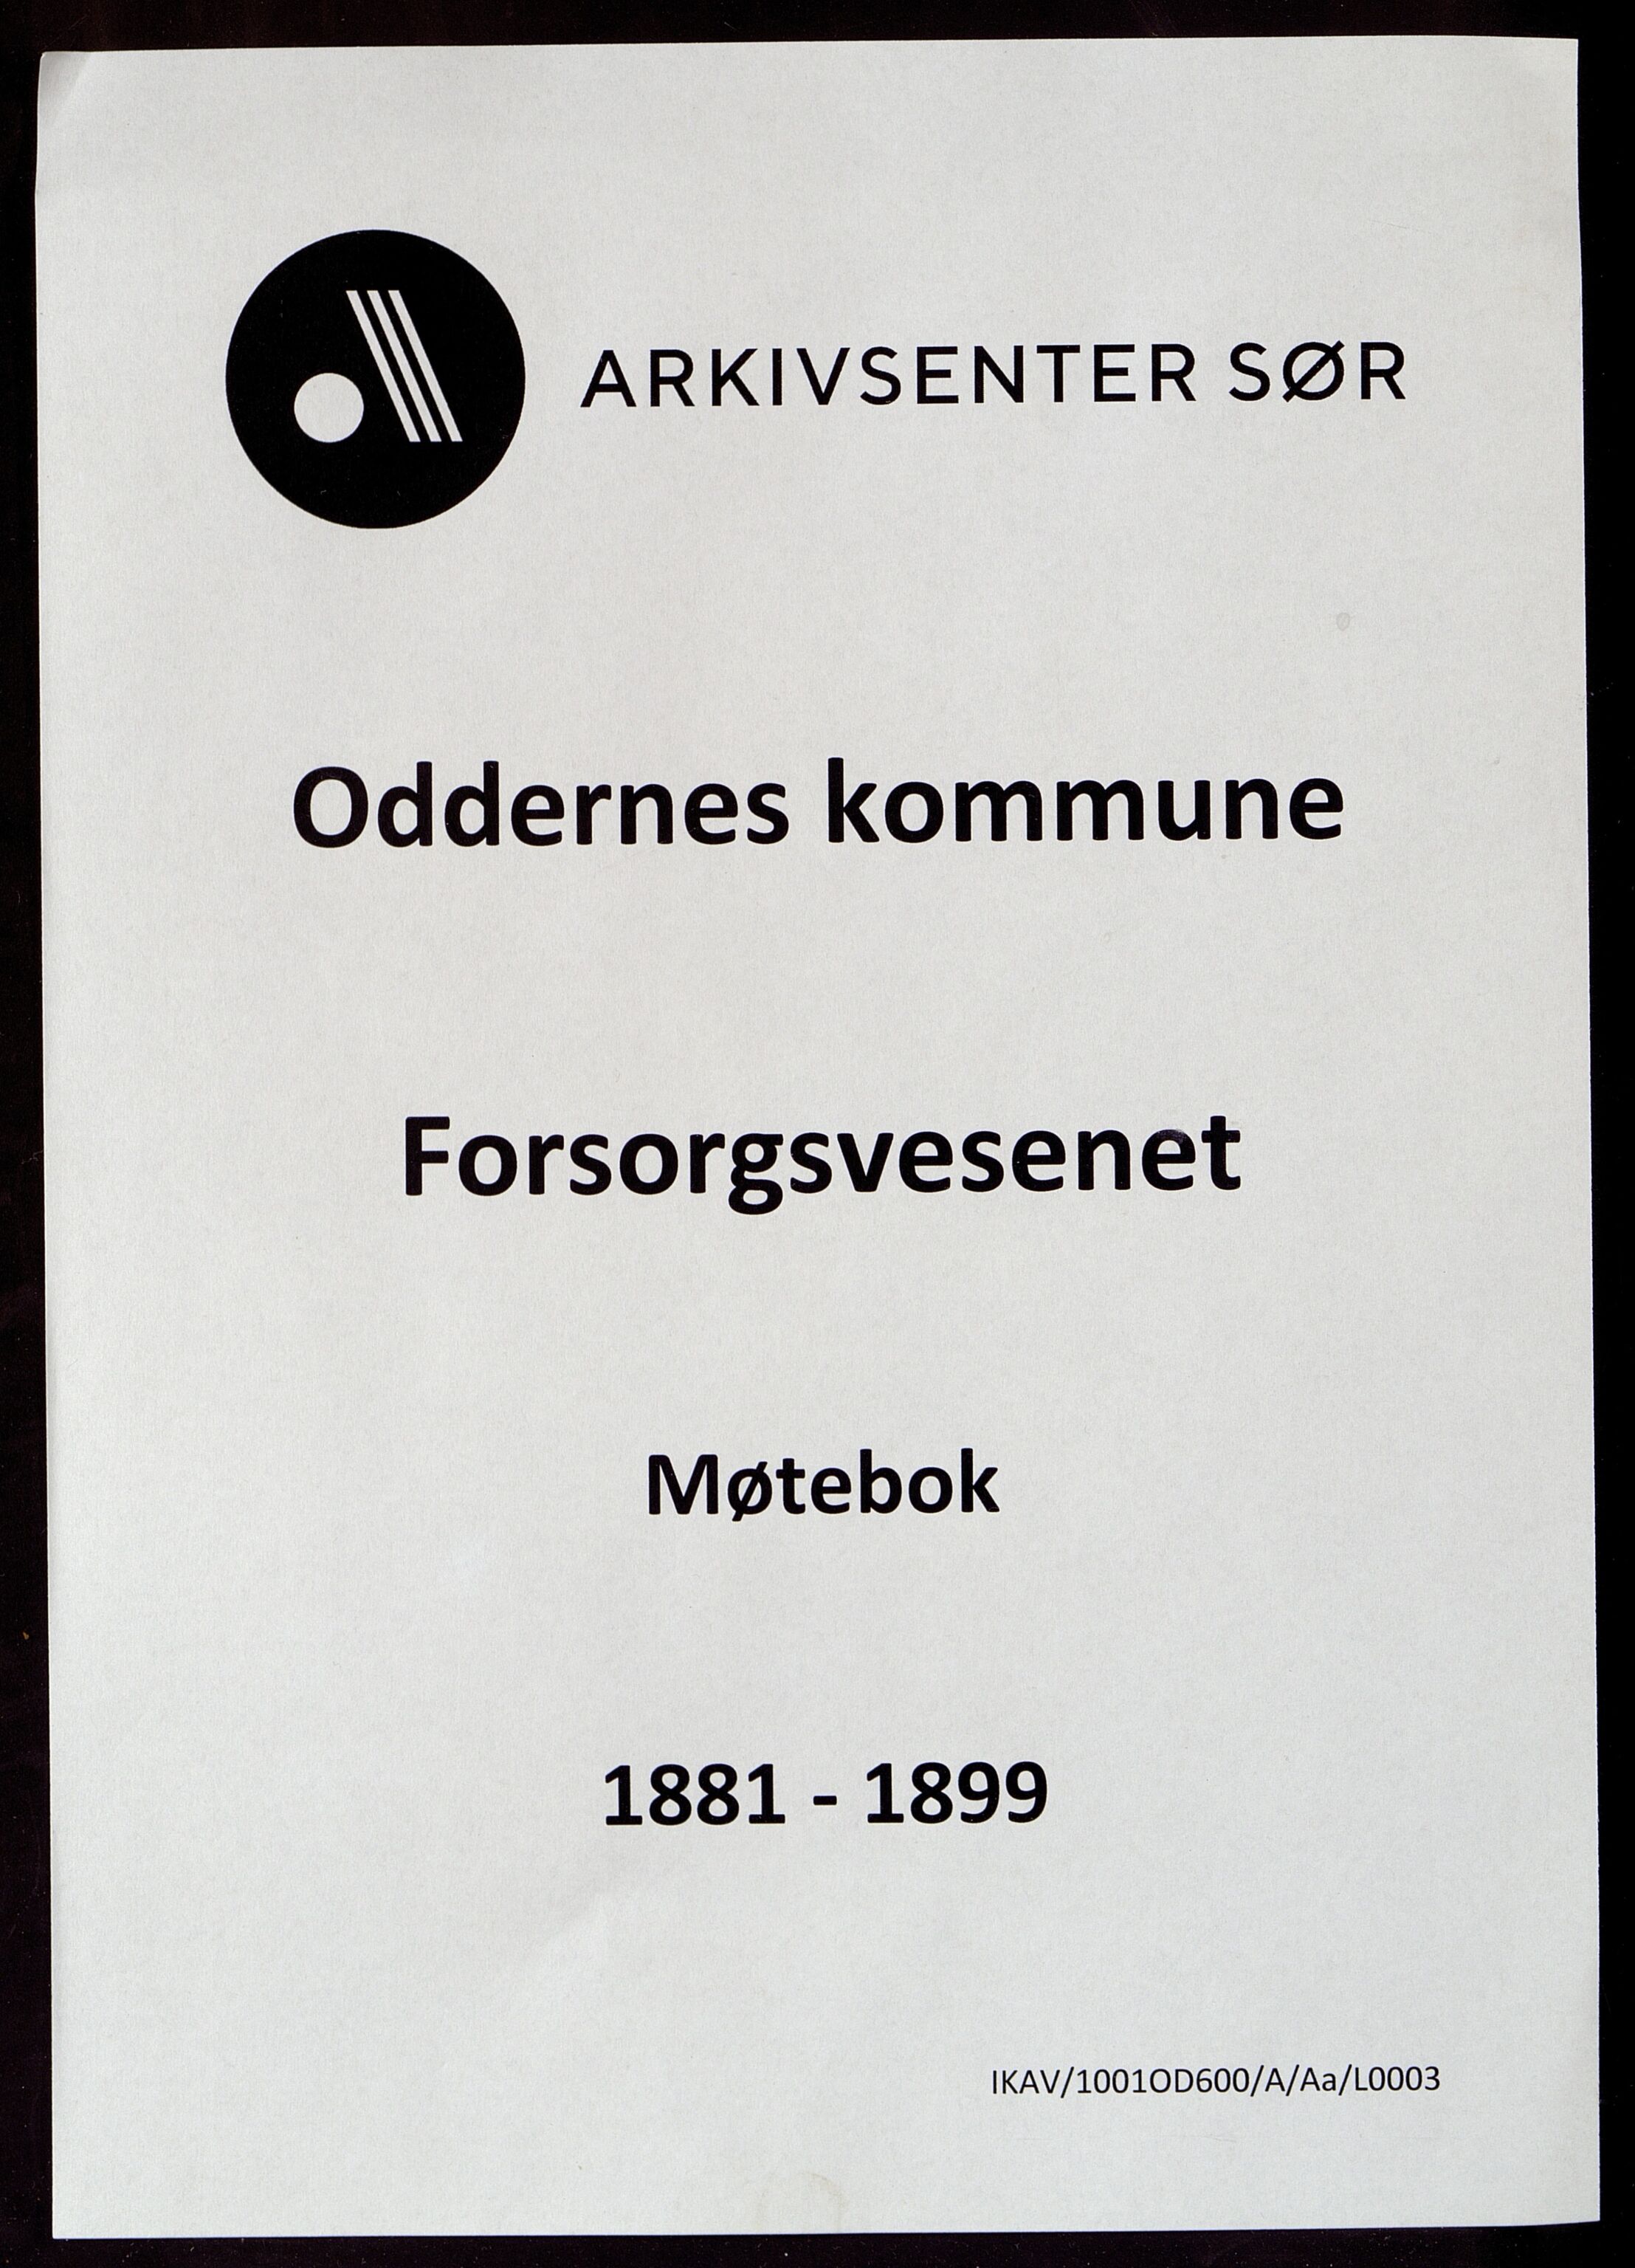 ARKIVSENTER SØR
Oddernes kommune
Forsorgsvesenet
Møtebok
1881 - 1899
IKAV/1001OD600/A/Aa/L0003